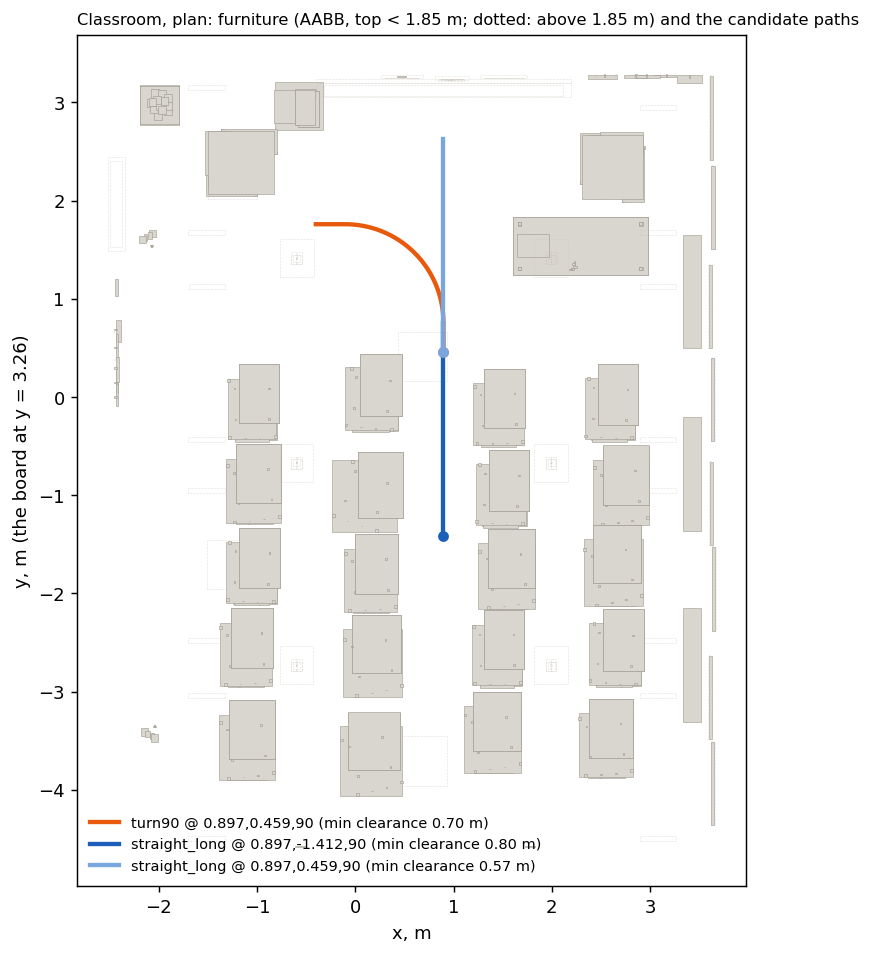 Classroom, plan: furniture (AABB, top < 1.85 m; dotted: above 1.85 m) and the candidate paths
y, m (the board at y = 3.26)
3
2
1
0
−1
−2
−3
−4
turn90 @ 0.897,0.459,90 (min clearance 0.70 m)
straight_long @ 0.897,-1.412,90 (min clearance 0.80 m)
straight_long @ 0.897,0.459,90 (min clearance 0.57 m)
−2 −1 0 1 2 3
x, m